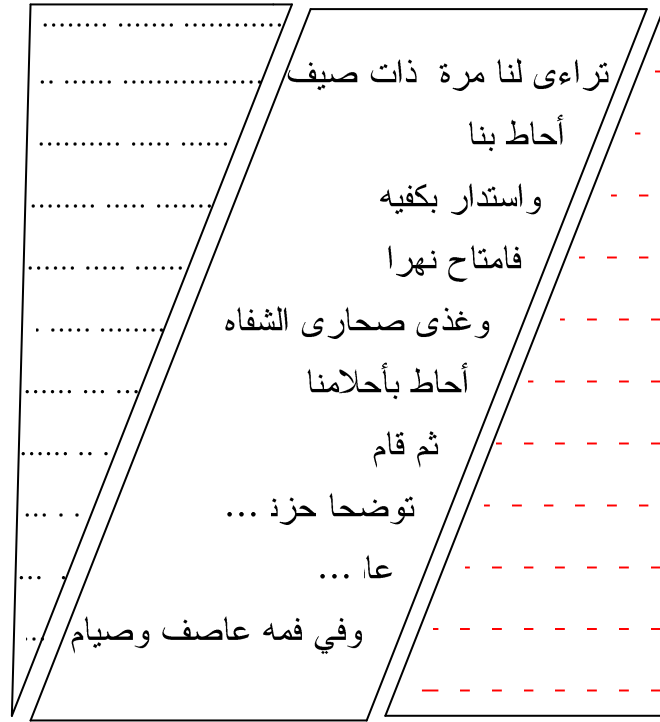 تراءى لنا مرة ذات صيف
أحاط بنا
واستدار بكفيه
فامتاح نهرا
وغذى صحارى الشفاه
أحاط بأحلامنا
ثم قام
توضحا حزنـ ...
عا ...
وفي فمه عاصف وصيام